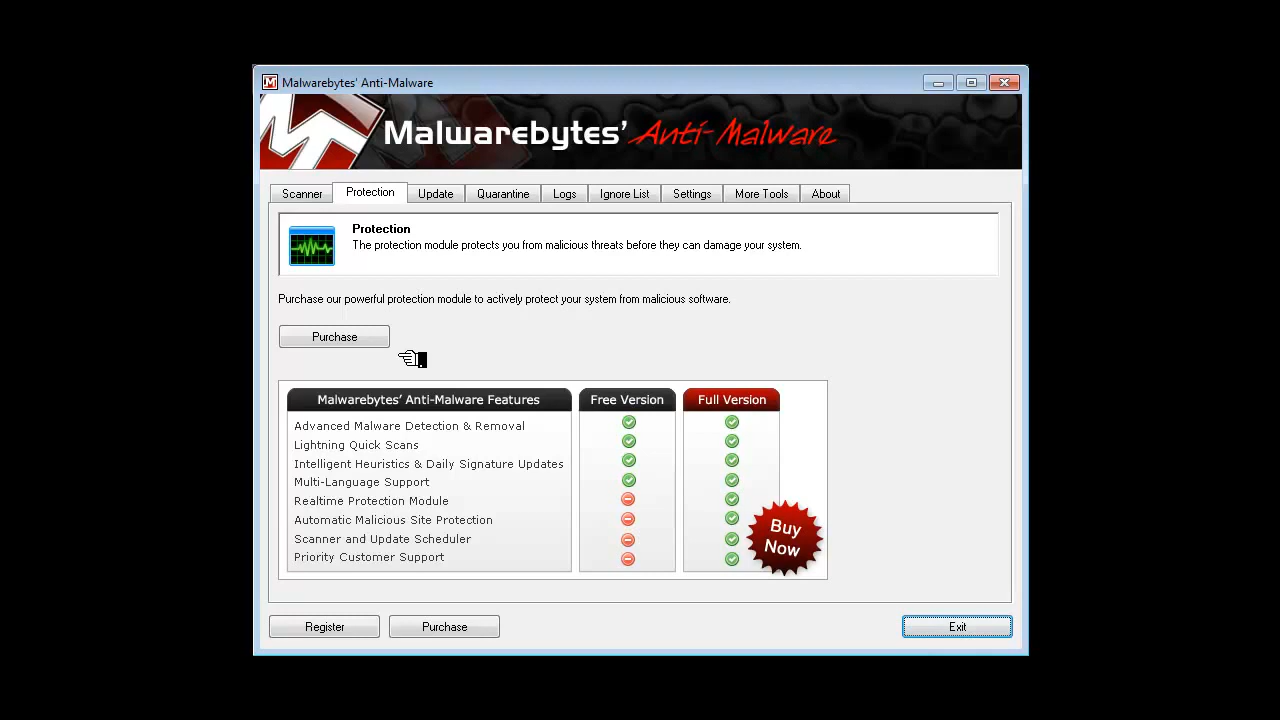 Malwarebytes' Anti-Malware
Malwarebytes' Anti-Malware
Scanner Protection Update Quarantine Logs Ignore List Settings More Tools About
Protection
The protection module protects you from malicious threats before they can damage your system.
Purchase our powerful protection module to actively protect your system from malicious software.
Purchase
Malwarebytes' Anti-Malware Features Free Version Full Version
Advanced Malware Detection & Removal
Lightning Quick Scans
Intelligent Heuristics & Daily Signature Updates
Multi-Language Support
Realtime Protection Module
Automatic Malicious Site Protection
Scanner and Update Scheduler
Priority Customer Support
Buy
Now
Register Purchase Exit